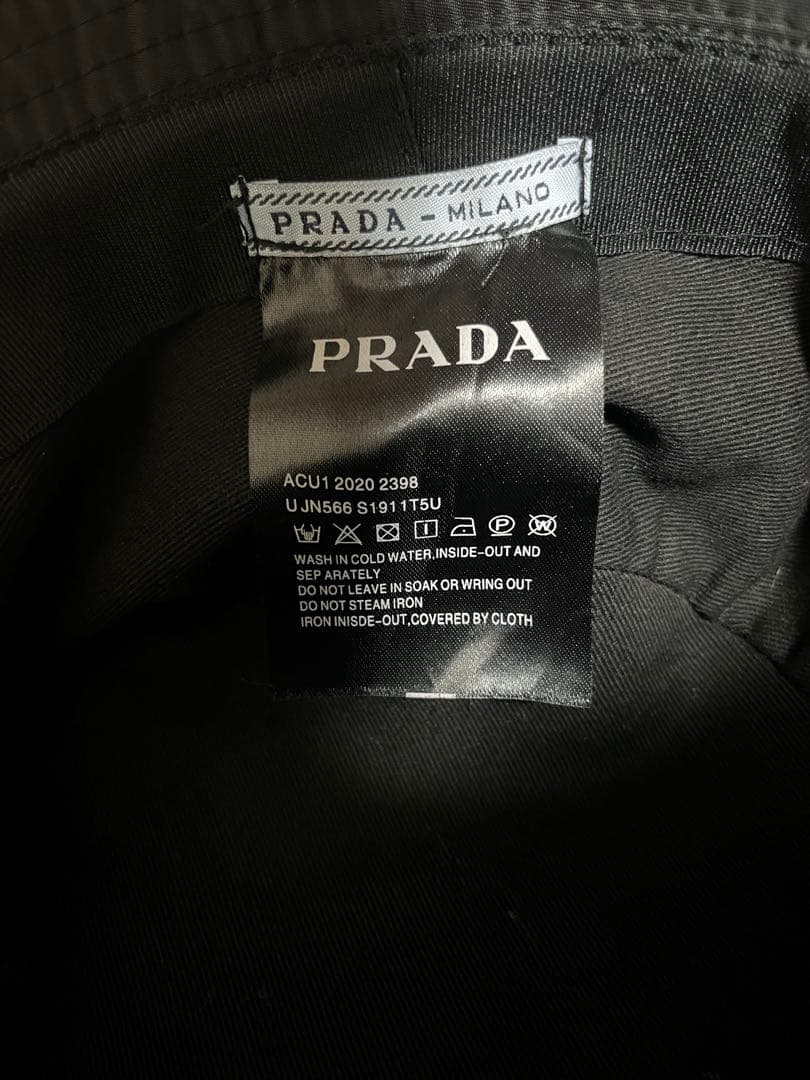 PRADA - MILANO
PRADA
ACU1 2020 2398
UJN566 S1911T5U
P W
WASH IN COLD WATER,INSIDE-OUT AND
SEP ARATELY
DO NOT LEAVE IN SOAK OR WRING OUT
DO NOT STEAM IRON
IRON INISDE-OUT,COVERED BY CLOTH